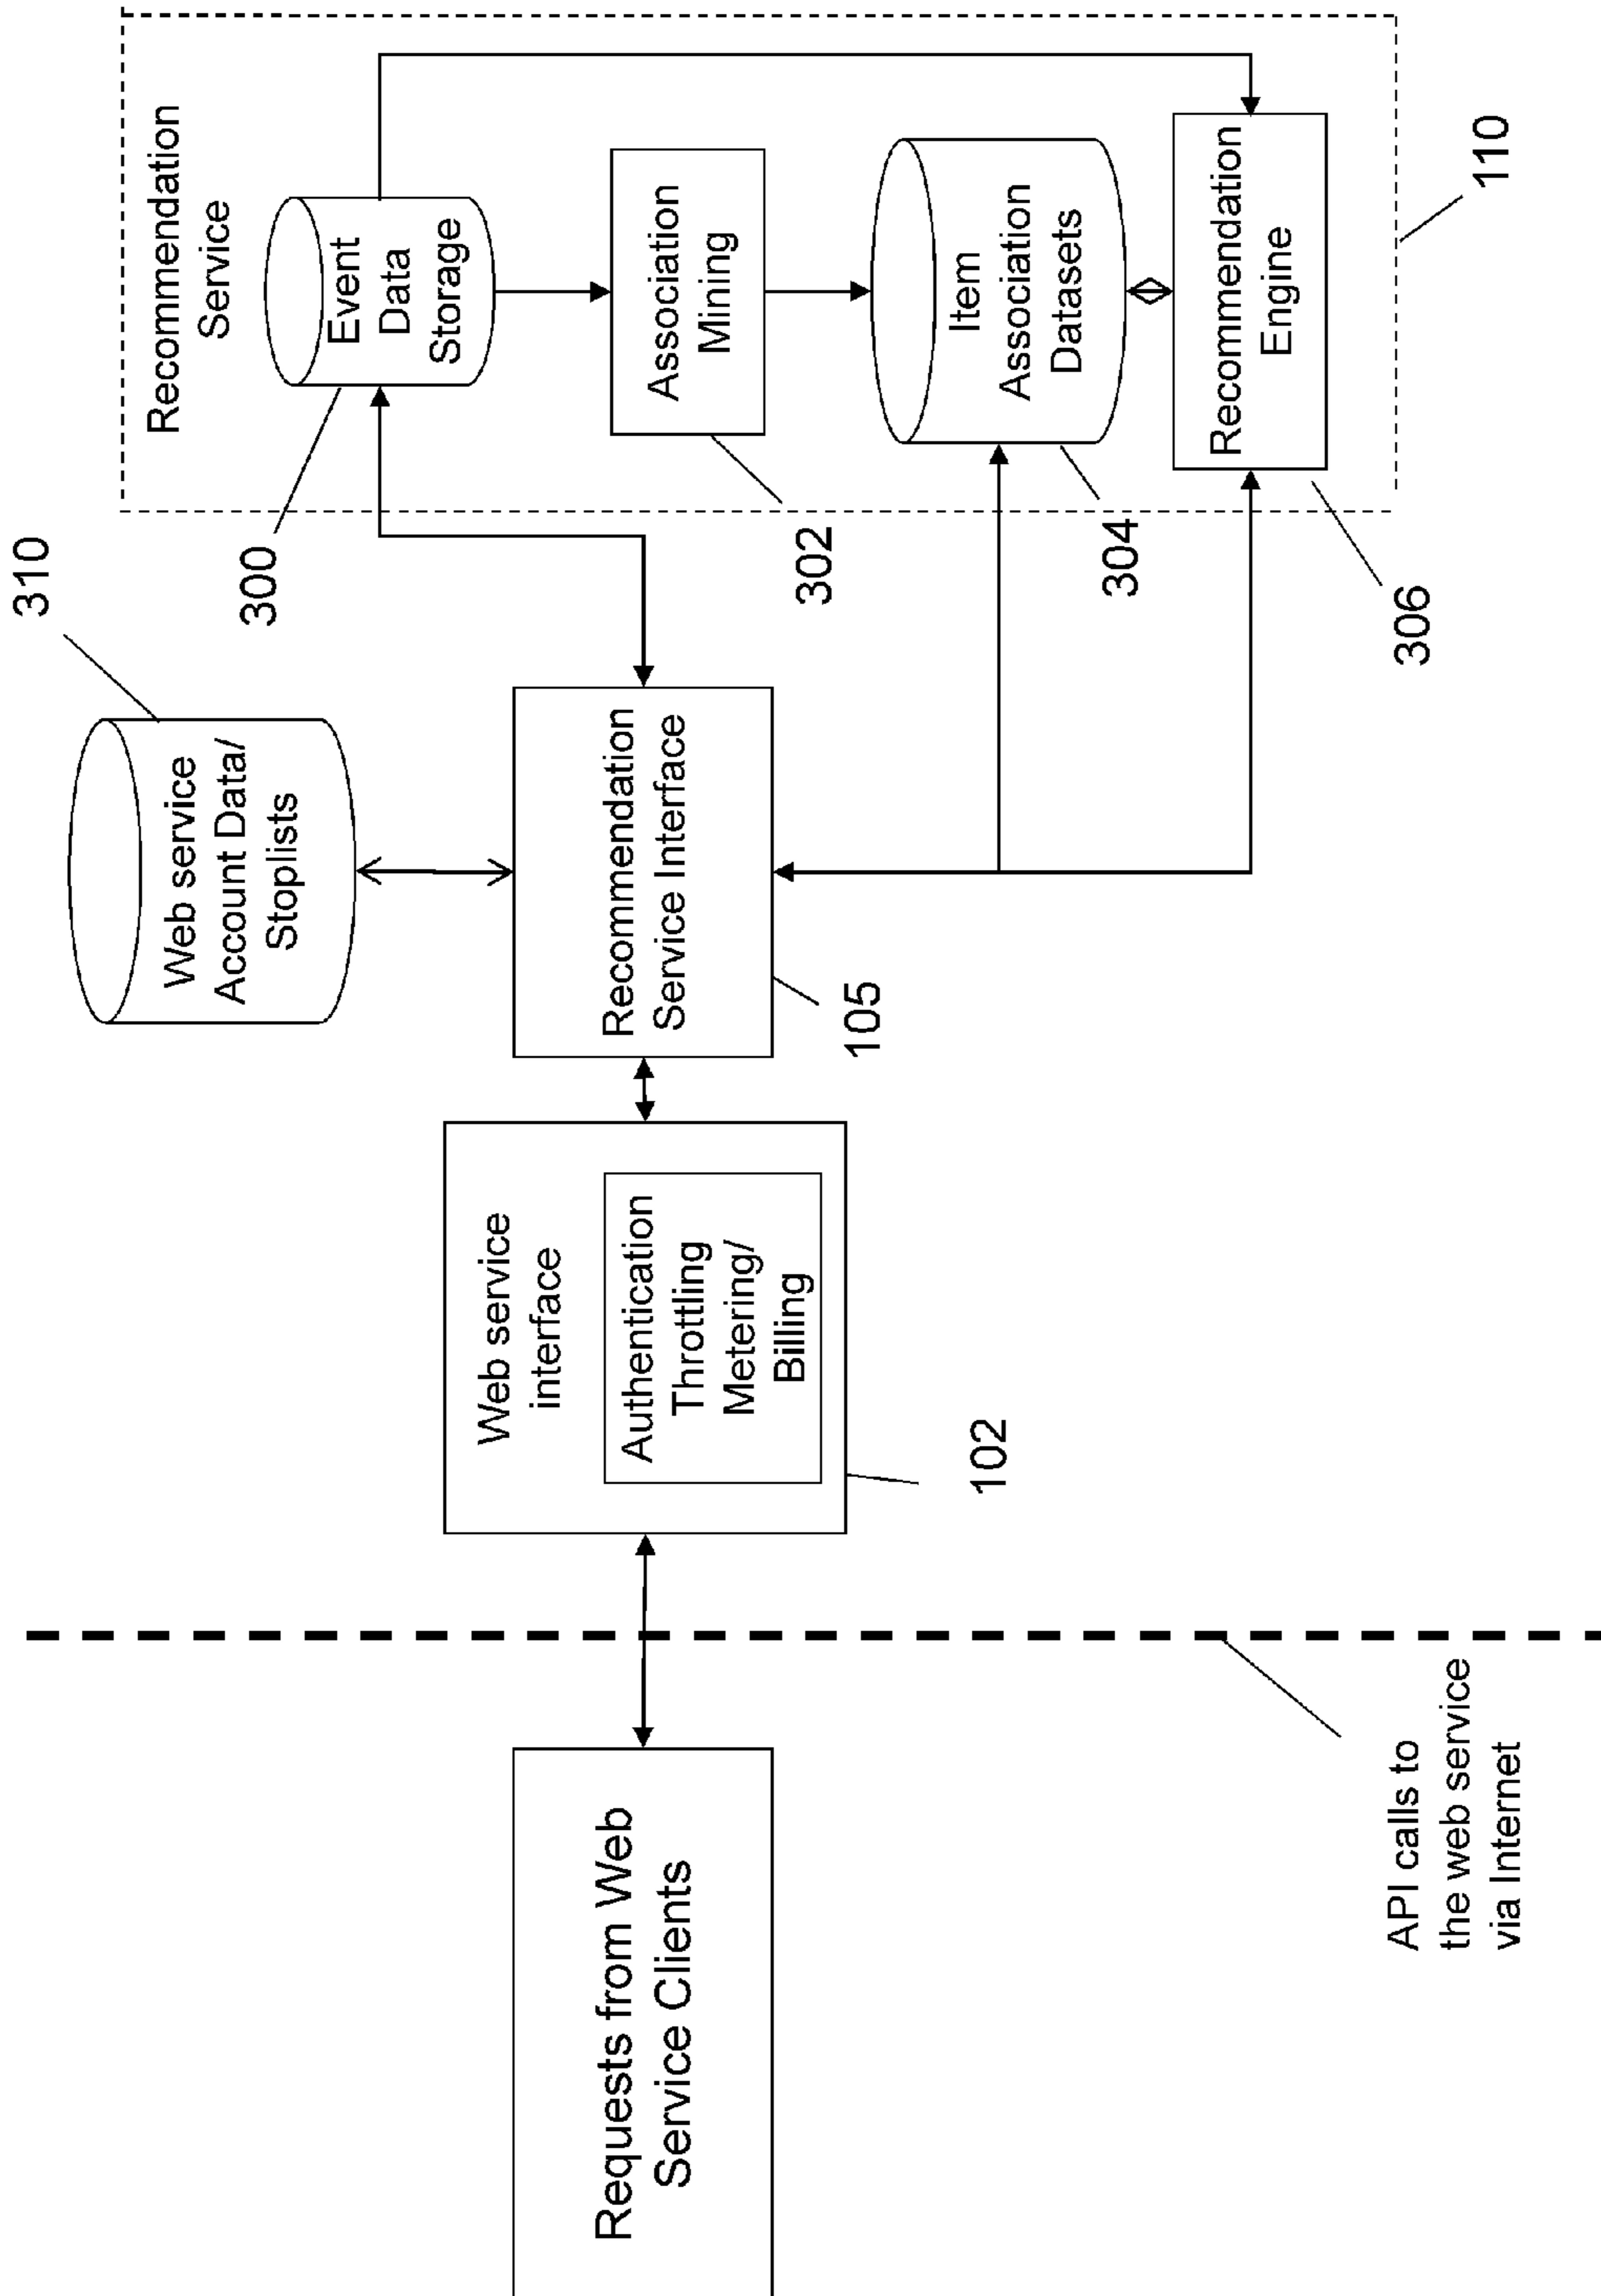 Requests from Web
Service Clients
API calls to
the web service
via Internet
Web service
interface
Authentication
Throttling
Metering/
Billing
102
Recommendation
Service Interface
105
Web service
Account Data/
Stoplists
310
Recommendation
Service
Event
Data
Storage
300
Association
Mining
302
Item
Association
Datasets
304
Recommendation
Engine
306
110